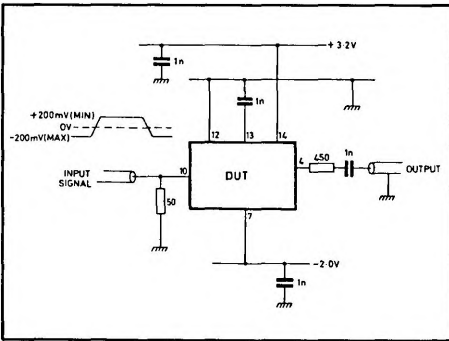 +3·2V
1n
1n
+200mV(MIN)
0V
-200mV(MAX)
12
13
14
INPUT
SIGNAL
10
DUT
4
450
1n
OUTPUT
50
7
-2·0V
1n